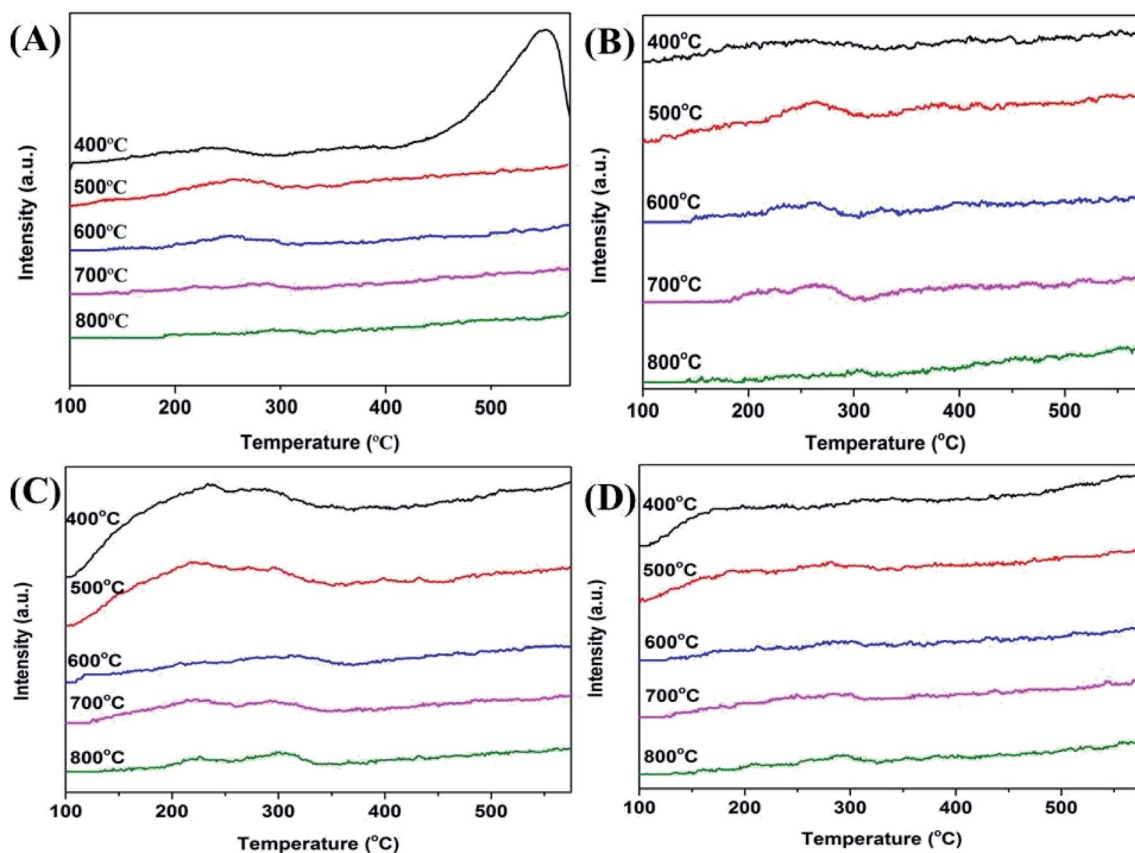 (A)
Intensity (a.u.)
400℃
500℃
600℃
700℃
800℃
100 200 300 400 500
Temperature (℃)
(B)
Intensity (a.u.)
400°C
500°C
600°C
700°C
800°C
100 200 300 400 500
Temperature (°C)
(C)
Intensity (a.u.)
400°C
500°C
600°C
700°C
800°C
100 200 300 400 500
Temperature (°C)
(D)
Intensity (a.u.)
400°C
500°C
600°C
700°C
800°C
100 200 300 400 500
Temperature (°C)